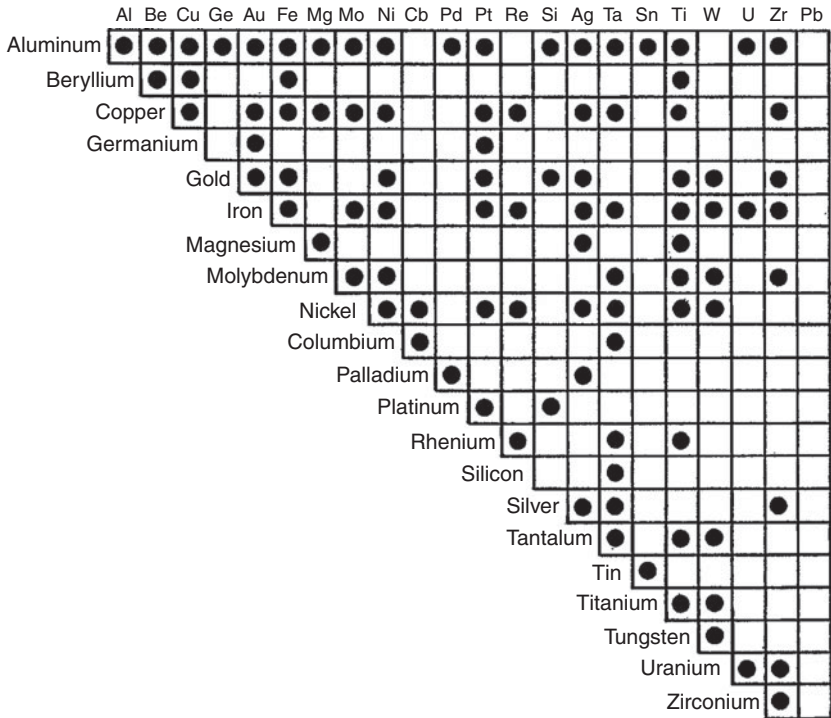 Al Be Cu Ge Au Fe Mg Mo Ni Cb Pd Pt Re Si Ag Ta Sn Ti W U Zr Pb
Aluminum
Beryllium
Copper
Germanium
Gold
Iron
Magnesium
Molybdenum
Nickel
Columbium
Palladium
Platinum
Rhenium
Silicon
Silver
Tantalum
Tin
Titanium
Tungsten
Uranium
Zirconium